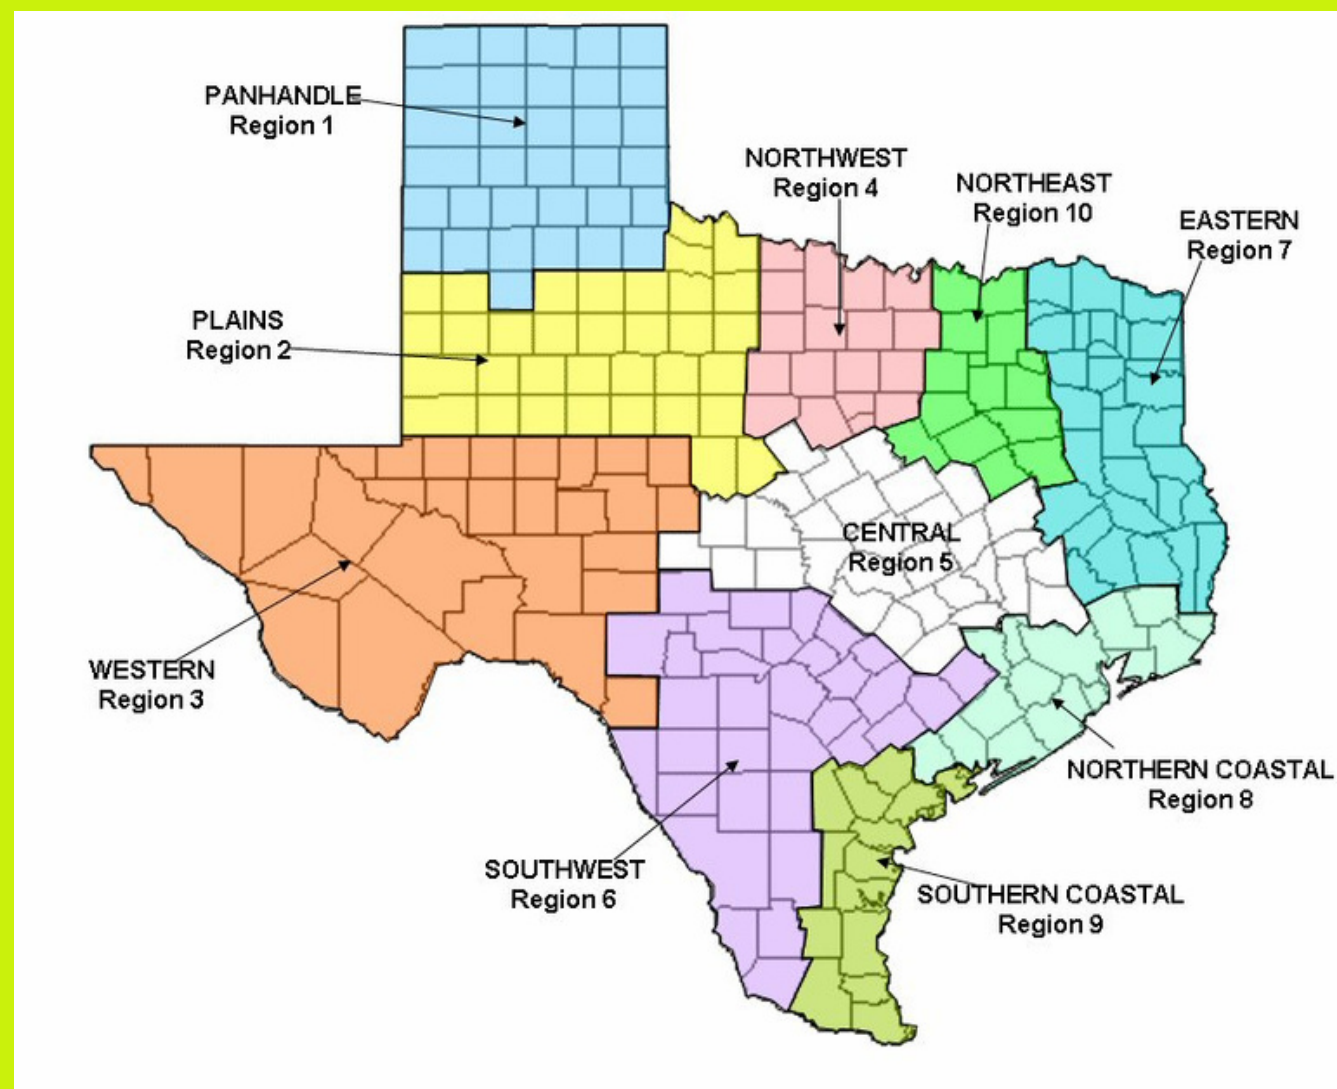 PANHANDLE
Region 1
NORTHWEST
Region 4
NORTHEAST
Region 10
EASTERN
Region 7
PLAINS
Region 2
CENTRAL
Region 5
WESTERN
Region 3
NORTHERN COASTAL
Region 8
SOUTHWEST
Region 6
SOUTHERN COASTAL
Region 9